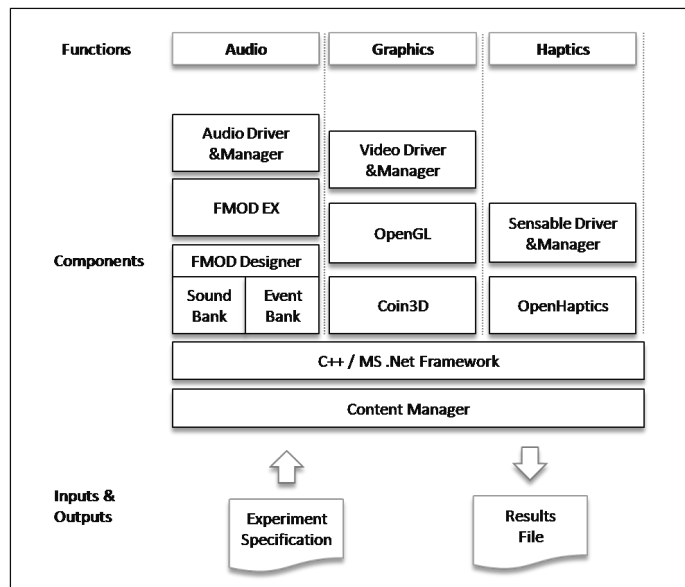 Functions
Audio
Graphics
Haptics
Audio Driver
&Manager
Video Driver
&Manager
FMOD EX
OpenGL
Sensable Driver
&Manager
Components
FMOD Designer
Sound
Bank
Event
Bank
Coin3D
OpenHaptics
C++ / MS .Net Framework
Content Manager
Inputs &
Outputs
Experiment
Specification
Results
File